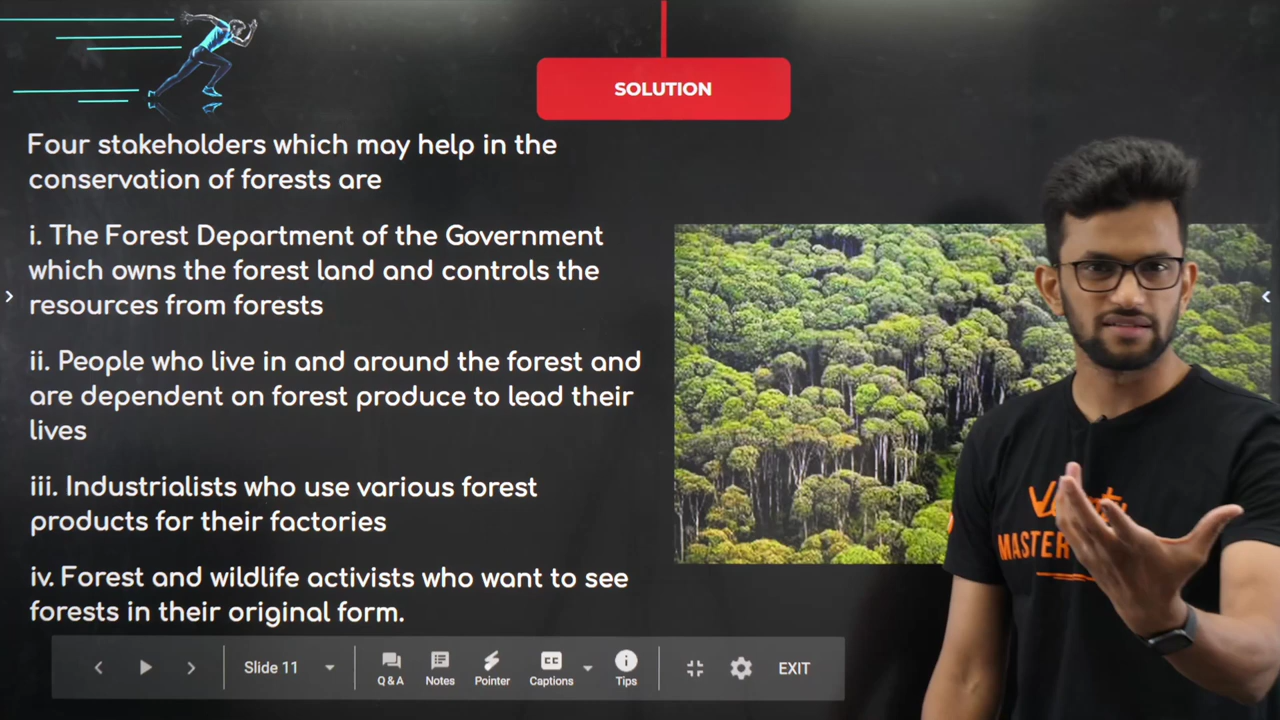 SOLUTION
Four stakeholders which may help in the
conservation of forests are
i. The Forest Department of the Government
which owns the forest land and controls the
resources from forests
ii. People who live in and around the forest and
are dependent on forest produce to lead their
lives
iii. Industrialists who use various forest
products for their factories
iv. Forest and wildlife activists who want to see
forests in their original form.
MASTER
Slide 11
Q & A
Notes
Pointer
CC
Captions
Tips
EXIT